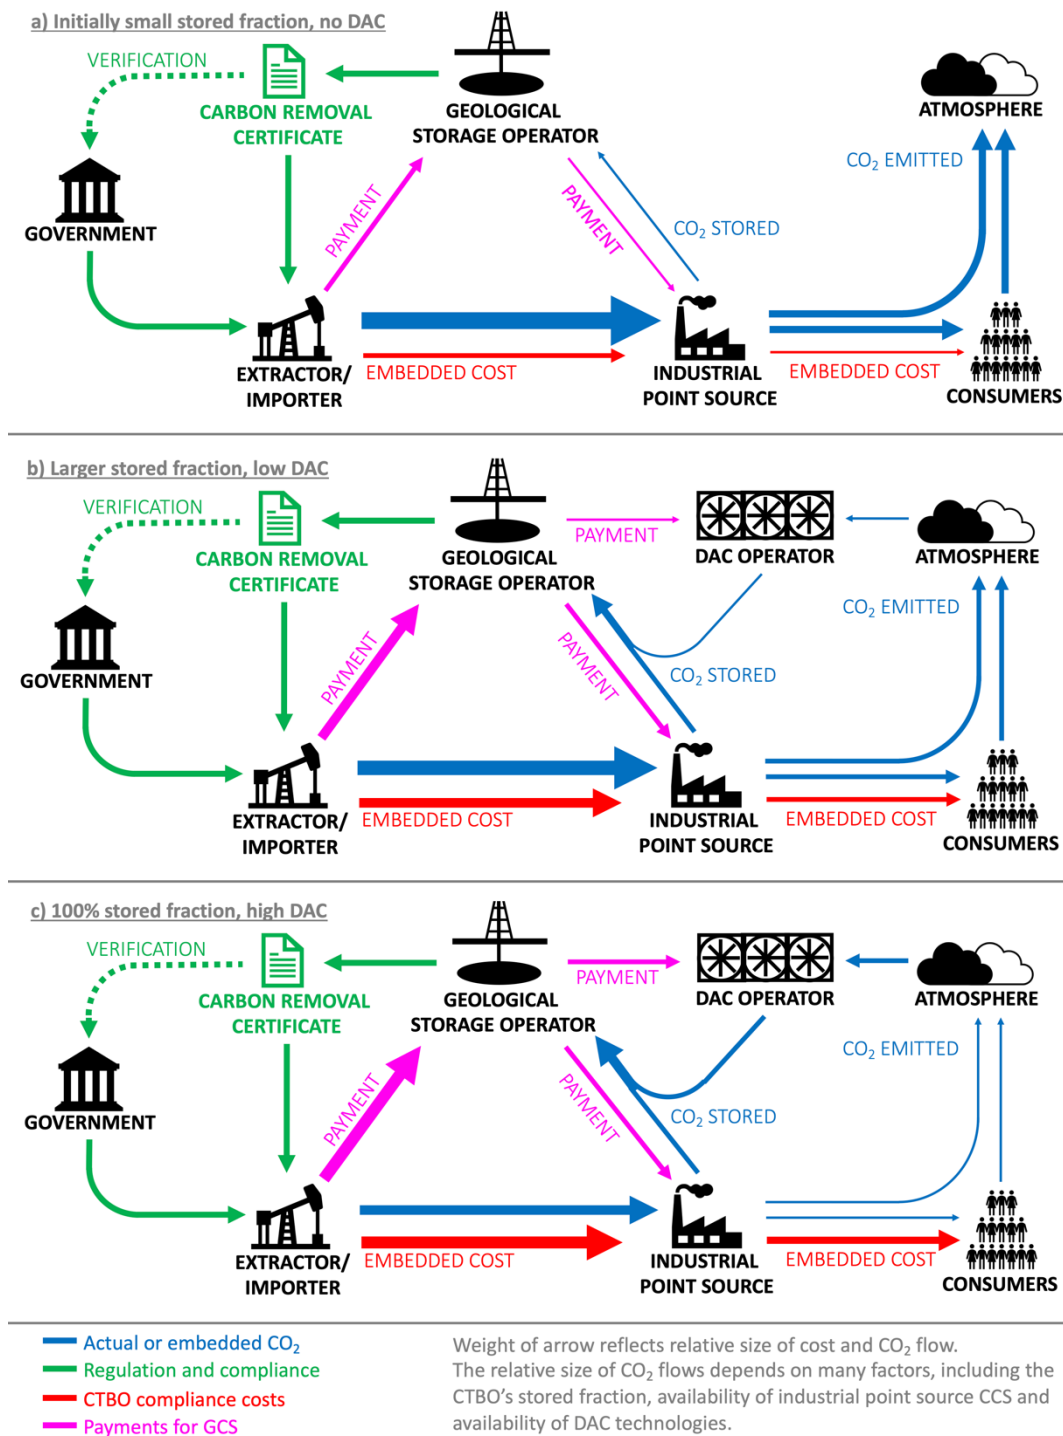 a) Initially small stored fraction, no DAC
VERIFICATION
CARBON REMOVAL
CERTIFICATE
GEOLOGICAL
STORAGE OPERATOR
ATMOSPHERE
CO₂ EMITTED
GOVERNMENT
PAYMENT
PAYMENT
CO₂ STORED
EXTRACTOR/
IMPORTER
EMBEDDED COST
INDUSTRIAL
POINT SOURCE
EMBEDDED COST
CONSUMERS
b) Larger stored fraction, low DAC
VERIFICATION
CARBON REMOVAL
CERTIFICATE
GEOLOGICAL
STORAGE OPERATOR
PAYMENT
DAC OPERATOR
ATMOSPHERE
CO₂ EMITTED
GOVERNMENT
PAYMENT
PAYMENT
CO₂ STORED
EXTRACTOR/
IMPORTER
EMBEDDED COST
INDUSTRIAL
POINT SOURCE
EMBEDDED COST
CONSUMERS
c) 100% stored fraction, high DAC
VERIFICATION
CARBON REMOVAL
CERTIFICATE
GEOLOGICAL
STORAGE OPERATOR
PAYMENT
DAC OPERATOR
ATMOSPHERE
CO₂ EMITTED
GOVERNMENT
PAYMENT
PAYMENT
CO₂ STORED
EXTRACTOR/
IMPORTER
EMBEDDED COST
INDUSTRIAL
POINT SOURCE
EMBEDDED COST
CONSUMERS
Actual or embedded CO₂
Regulation and compliance
CTBO compliance costs
Payments for GCS
Weight of arrow reflects relative size of cost and CO₂ flow.
The relative size of CO₂ flows depends on many factors, including the
CTBO's stored fraction, availability of industrial point source CCS and
availability of DAC technologies.